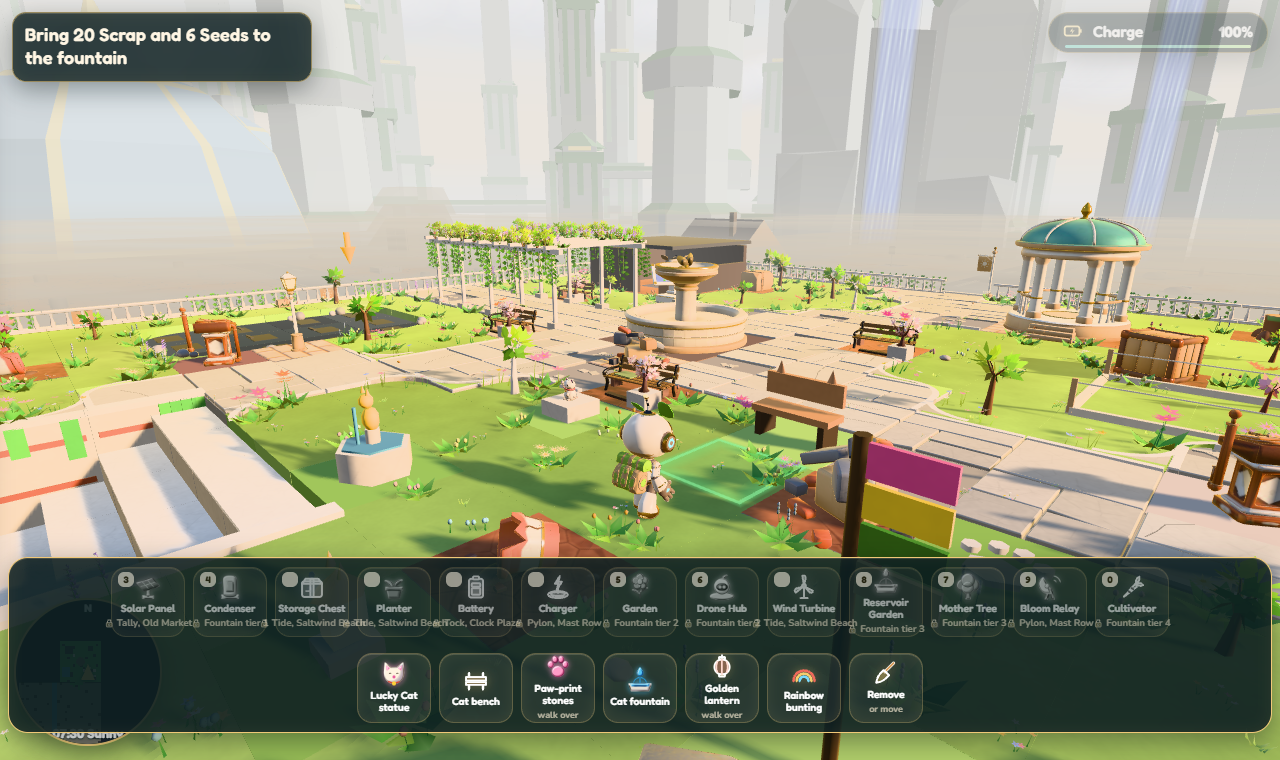 Bring 20 Scrap and 6 Seeds to
the fountain
Charge 100%
3
4
5
6
8
7
9
0
Solar Panel
Condenser
Storage Chest
Planter
Battery
Charger
Garden
Drone Hub
Wind Turbine
Reservoir
Garden
Mother Tree
Bloom Relay
Cultivator
Tally, Old Market
Fountain tier
Tide, Saltwind
Tide, Saltwind
Tock, Clock Plaza
Pylon, Mast Row
Fountain tier 2
Fountain tier
Tide, Saltwind Beach
Fountain tier 3
Fountain tier 3
Pylon, Mast Row
Fountain tier 4
N
Lucky Cat
statue
Cat bench
Paw-print
stones
walk over
Cat fountain
Golden
lantern
walk over
Rainbow
bunting
Remove
or move
07:30 Sunny